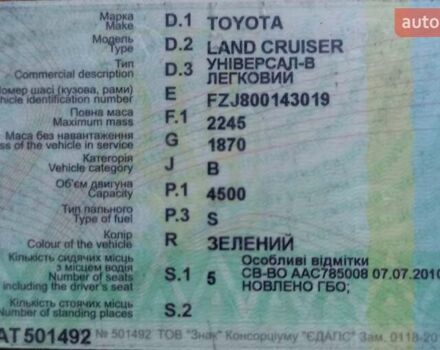 Марка
Make
D.1 TOYOTA
Модель
Type
D.2 LAND CRUISER
Тип
Commercial description
D.3 УНІВЕРСАЛ-В
ЛЕГКОВИЙ
Номер шасі (кузова, рами)
vehicle identification number
E FZJ800143019
Повна маса
Maximum mass
F.1 2245
Маса без навантаження
of the vehicle in service
G 1870
Категорія
Vehicle category
J B
Об'єм двигуна
Capacity
P.1 4500
Тип пального
Type of fuel
P.3 S
Колір
Colour of the vehicle
R ЗЕЛЕНИЙ
Кількість сидячих місць
з місцем водія
Number of seats
including the driver's seat
S.1 5
Особливі відмітки
СВ-ВО ААС785008 07.07.2010
НОВЛЕНО ГБО;
Кількість стоячих місць
Number of standing places
S.2
АТ 501492 № 501492 ТОВ "Знак" Консорціуму "ЄДАПС" Зам. 0118-20
auto